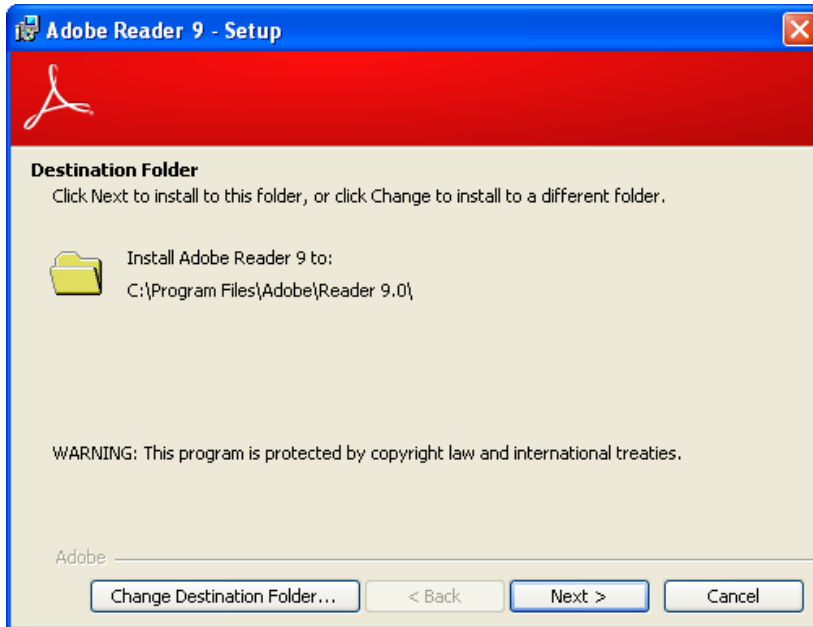 Adobe Reader 9 - Setup
Destination Folder
Click Next to install to this folder, or click Change to install to a different folder.
Install Adobe Reader 9 to:
C:\Program Files\Adobe\Reader 9.0\
WARNING: This program is protected by copyright law and international treaties.
Adobe
Change Destination Folder...
< Back
Next >
Cancel